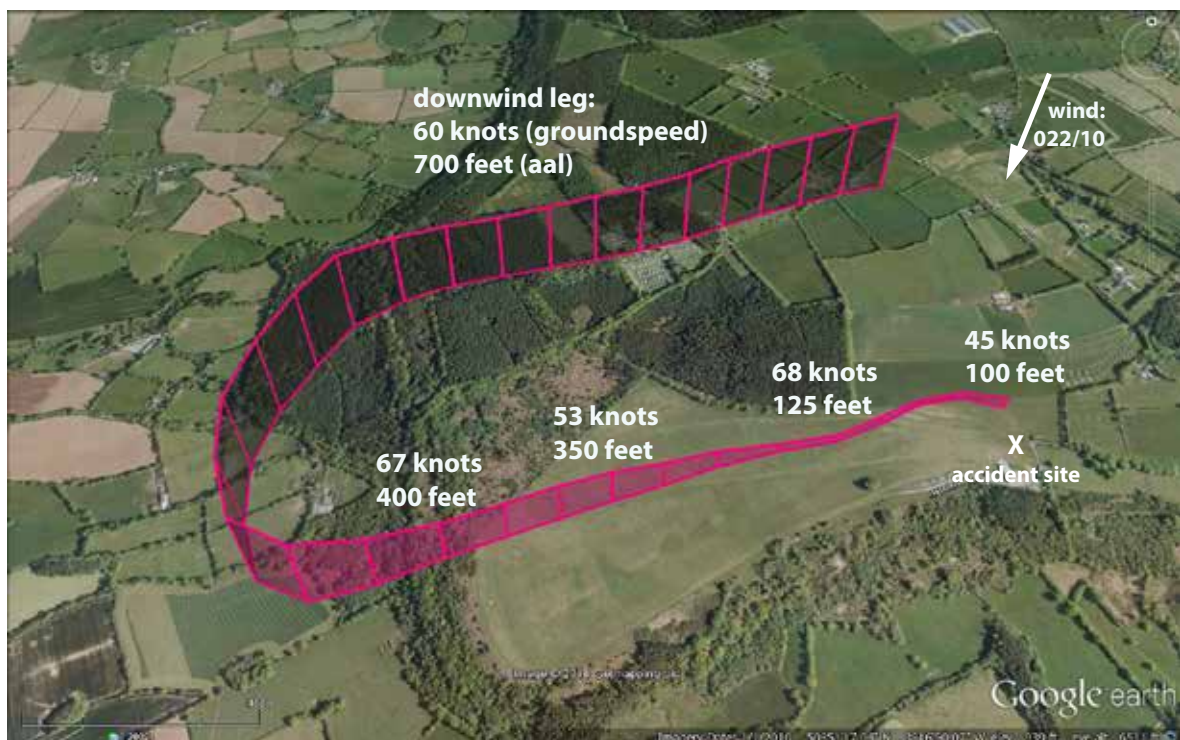 downwind leg:
60 knots (groundspeed)
700 feet (aal)
wind:
022/10
45 knots
100 feet
68 knots
125 feet
53 knots
350 feet
67 knots
400 feet
X
accident site
Google earth